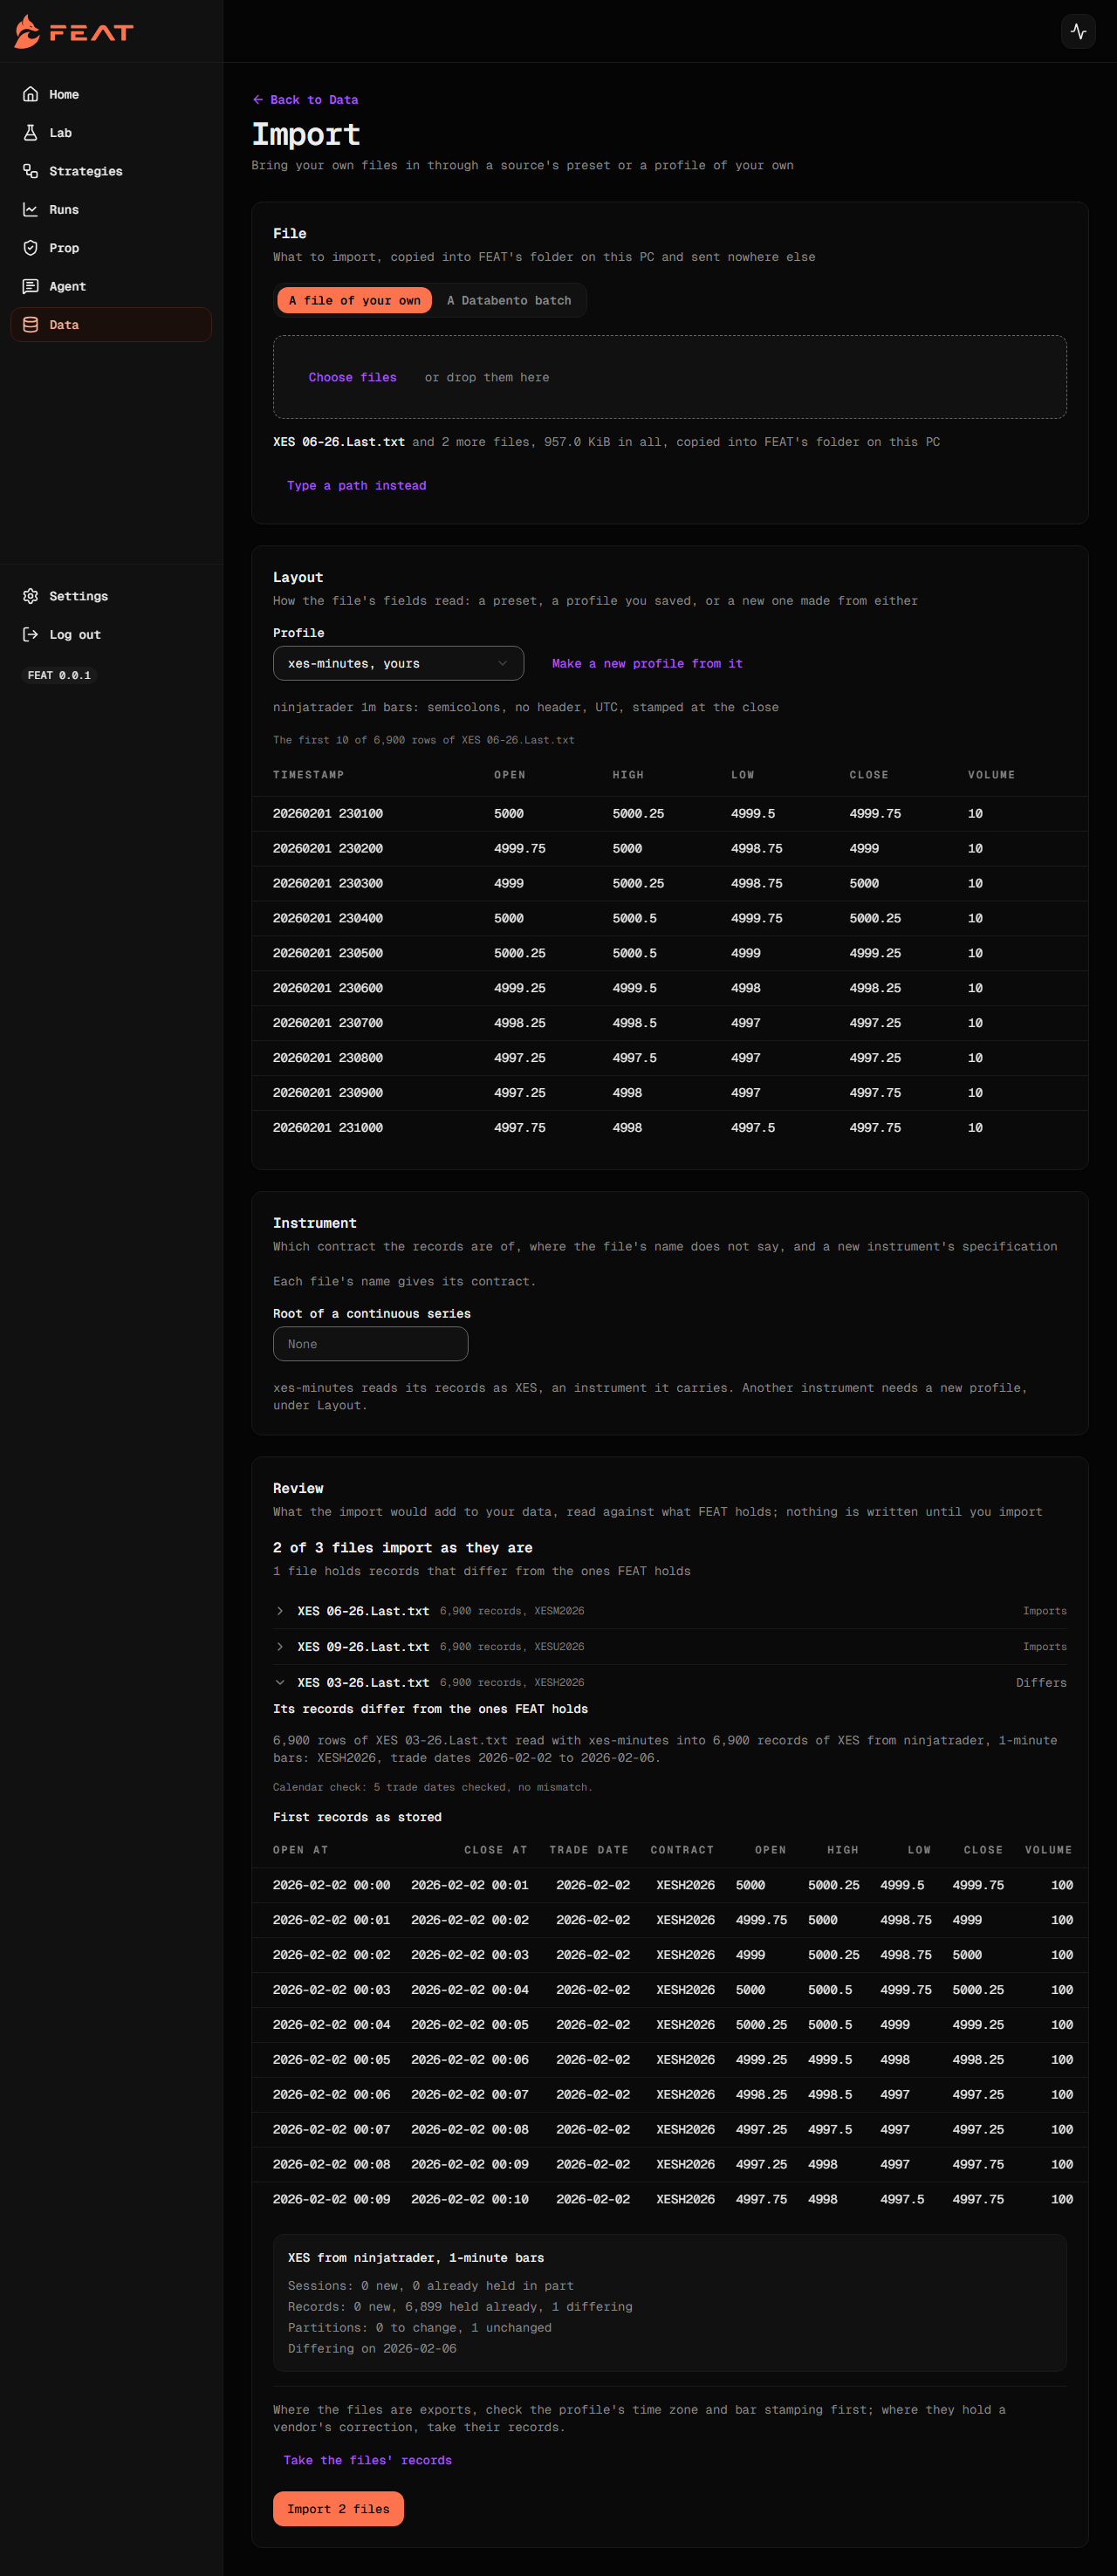 FEAT
Home
Lab
Strategies
Runs
Prop
Agent
Data
Settings
Log out
FEAT 0.0.1
← Back to Data
Import
Bring your own files in through a source's preset or a profile of your own
File
What to import, copied into FEAT's folder on this PC and sent nowhere else
A file of your own A Databento batch
Choose files or drop them here
XES 06-26.Last.txt and 2 more files, 957.0 KiB in all, copied into FEAT's folder on this PC
Type a path instead
Layout
How the file's fields read: a preset, a profile you saved, or a new one made from either
Profile
xes-minutes, yours Make a new profile from it
ninjatrader 1m bars: semicolons, no header, UTC, stamped at the close
The first 10 of 6,900 rows of XES 06-26.Last.txt
TIMESTAMP OPEN HIGH LOW CLOSE VOLUME
20260201 230100 5000 5000.25 4999.5 4999.75 10
20260201 230200 4999.75 5000 4998.75 4999 10
20260201 230300 4999 5000.25 4998.75 5000 10
20260201 230400 5000 5000.5 4999.75 5000.25 10
20260201 230500 5000.25 5000.5 4999 4999.25 10
20260201 230600 4999.25 4999.5 4998 4998.25 10
20260201 230700 4998.25 4998.5 4997 4997.25 10
20260201 230800 4997.25 4997.5 4997 4997.25 10
20260201 230900 4997.25 4998 4997 4997.75 10
20260201 231000 4997.75 4998 4997.5 4997.75 10
Instrument
Which contract the records are of, where the file's name does not say, and a new instrument's specification
Each file's name gives its contract.
Root of a continuous series
None
xes-minutes reads its records as XES, an instrument it carries. Another instrument needs a new profile,
under Layout.
Review
What the import would add to your data, read against what FEAT holds; nothing is written until you import
2 of 3 files import as they are
1 file holds records that differ from the ones FEAT holds
XES 06-26.Last.txt 6,900 records, XESM2026 Imports
XES 09-26.Last.txt 6,900 records, XESU2026 Imports
XES 03-26.Last.txt 6,900 records, XESH2026 Differs
Its records differ from the ones FEAT holds
6,900 rows of XES 03-26.Last.txt read with xes-minutes into 6,900 records of XES from ninjatrader, 1-minute
bars: XESH2026, trade dates 2026-02-02 to 2026-02-06.
Calendar check: 5 trade dates checked, no mismatch.
First records as stored
OPEN AT CLOSE AT TRADE DATE CONTRACT OPEN HIGH LOW CLOSE VOLUME
2026-02-02 00:00 2026-02-02 00:01 2026-02-02 XESH2026 5000 5000.25 4999.5 4999.75 100
2026-02-02 00:01 2026-02-02 00:02 2026-02-02 XESH2026 4999.75 5000 4998.75 4999 100
2026-02-02 00:02 2026-02-02 00:03 2026-02-02 XESH2026 4999 5000.25 4998.75 5000 100
2026-02-02 00:03 2026-02-02 00:04 2026-02-02 XESH2026 5000 5000.5 4999.75 5000.25 100
2026-02-02 00:04 2026-02-02 00:05 2026-02-02 XESH2026 5000.25 5000.5 4999 4999.25 100
2026-02-02 00:05 2026-02-02 00:06 2026-02-02 XESH2026 4999.25 4999.5 4998 4998.25 100
2026-02-02 00:06 2026-02-02 00:07 2026-02-02 XESH2026 4998.25 4998.5 4997 4997.25 100
2026-02-02 00:07 2026-02-02 00:08 2026-02-02 XESH2026 4997.25 4997.5 4997 4997.25 100
2026-02-02 00:08 2026-02-02 00:09 2026-02-02 XESH2026 4997.25 4998 4997 4997.75 100
2026-02-02 00:09 2026-02-02 00:10 2026-02-02 XESH2026 4997.75 4998 4997.5 4997.75 100
XES from ninjatrader, 1-minute bars
Sessions: 0 new, 0 already held in part
Records: 0 new, 6,899 held already, 1 differing
Partitions: 0 to change, 1 unchanged
Differing on 2026-02-06
Where the files are exports, check the profile's time zone and bar stamping first; where they hold a
vendor's correction, take their records.
Take the files' records
Import 2 files